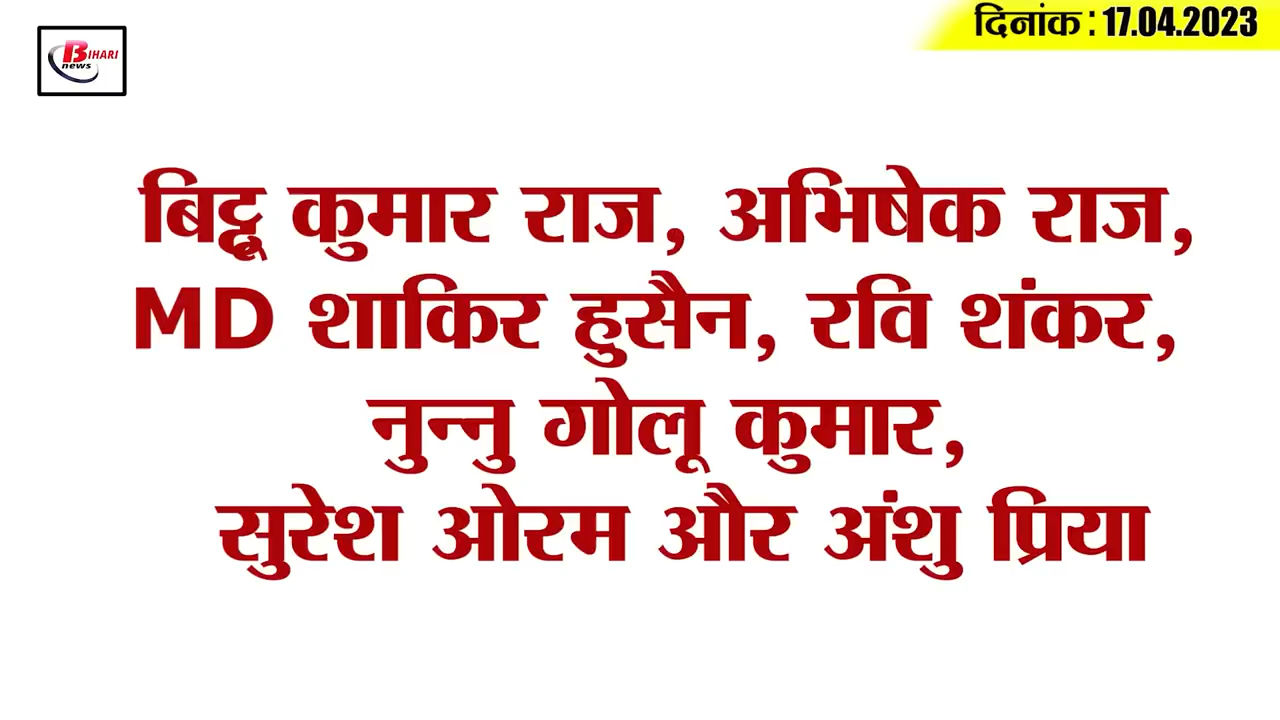 BIHARI
news
दिनांक : 17.04.2023
बिट्टू कुमार राज, अभिषेक राज,
MD शाकिर हुसैन, रवि शंकर,
नुन्नु गोलू कुमार,
सुरेश ओरम और अंशु प्रिया